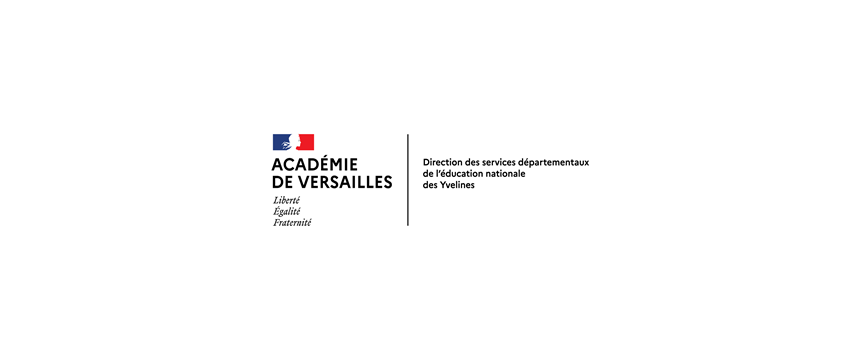 ACADÉMIE
DE VERSAILLES
Liberté
Égalité
Fraternité
Direction des services départementaux
de l'éducation nationale
des Yvelines